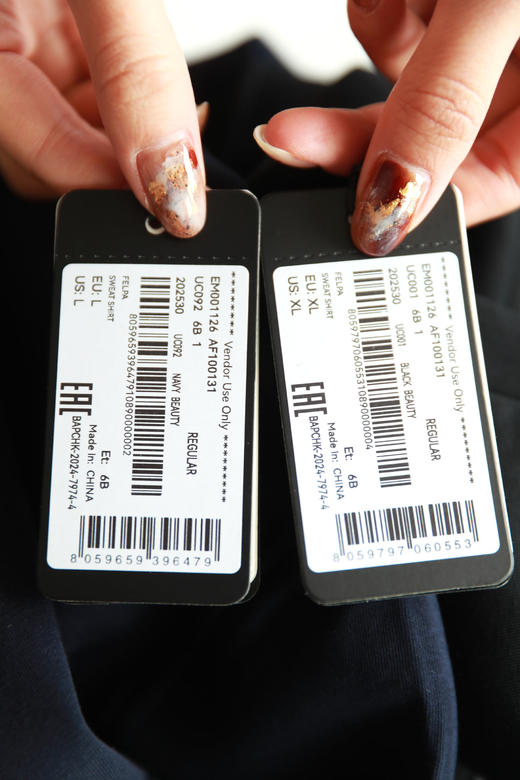 ********* Vendor Use Only *********
EM001126 AF100131
UC092 6B 1
REGULAR
202530 UC092 NAVY BEAUTY
805965939647910890000002
FELPA
SWEAT SHIRT
EU: L
US: L
Et: 6B
Made In: CHINA
EAC
BAPCHK-2024-7974-4
8 059659 396479
********* Vendor Use Only *********
EM001126 AF100131
UC001 6B 1
REGULAR
202530 UC001 BLACK BEAUTY
805979706055310890000004
FELPA
SWEAT SHIRT
EU: XL
US: XL
Et: 6B
Made In: CHINA
EAC
BAPCHK-2024-7974-4
8 059797 060553